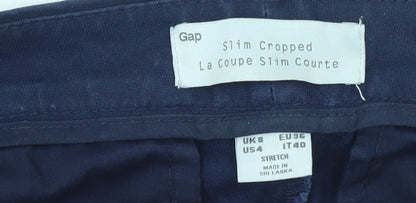 Gap
Slim Cropped
La Coupe Slim Courte
UK8 EU36
US4 IT40
STRETCH
MADE IN
SRI LANKA